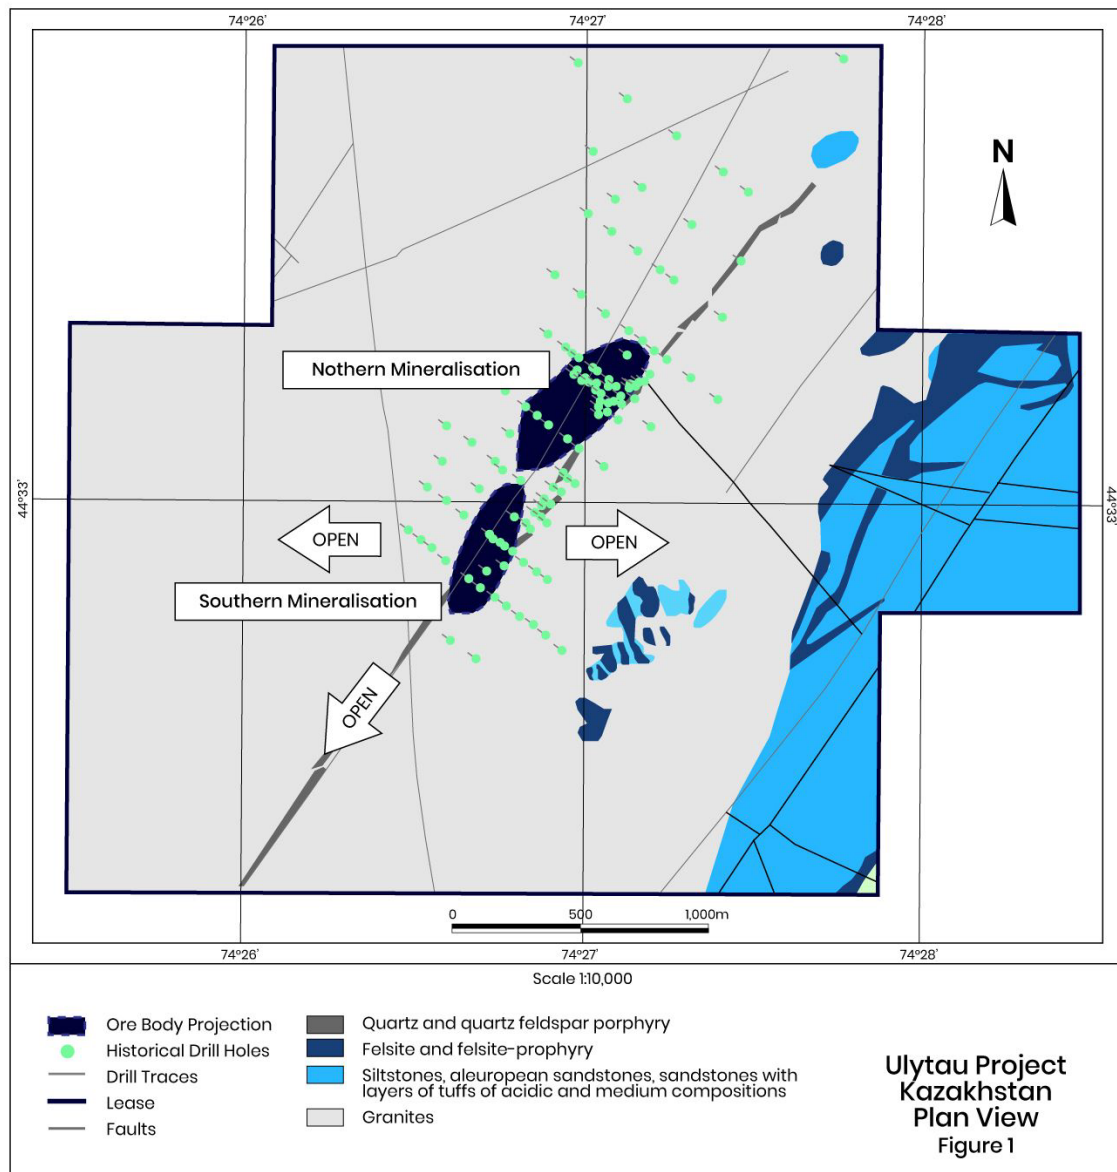 74°26'
74°27'
74°28'
N
Nothern Mineralisation
44°33'
44°33'
OPEN
OPEN
Southern Mineralisation
OPEN
0 500 1,000m
74°26'
74°27'
74°28'
Scale 1:10,000
Ore Body Projection
Historical Drill Holes
Drill Traces
Lease
Faults
Quartz and quartz feldspar porphyry
Felsite and felsite-prophyry
Siltstones, aleuropean sandstones, sandstones with
layers of tuffs of acidic and medium compositions
Granites
Ulytau Project
Kazakhstan
Plan View
Figure 1